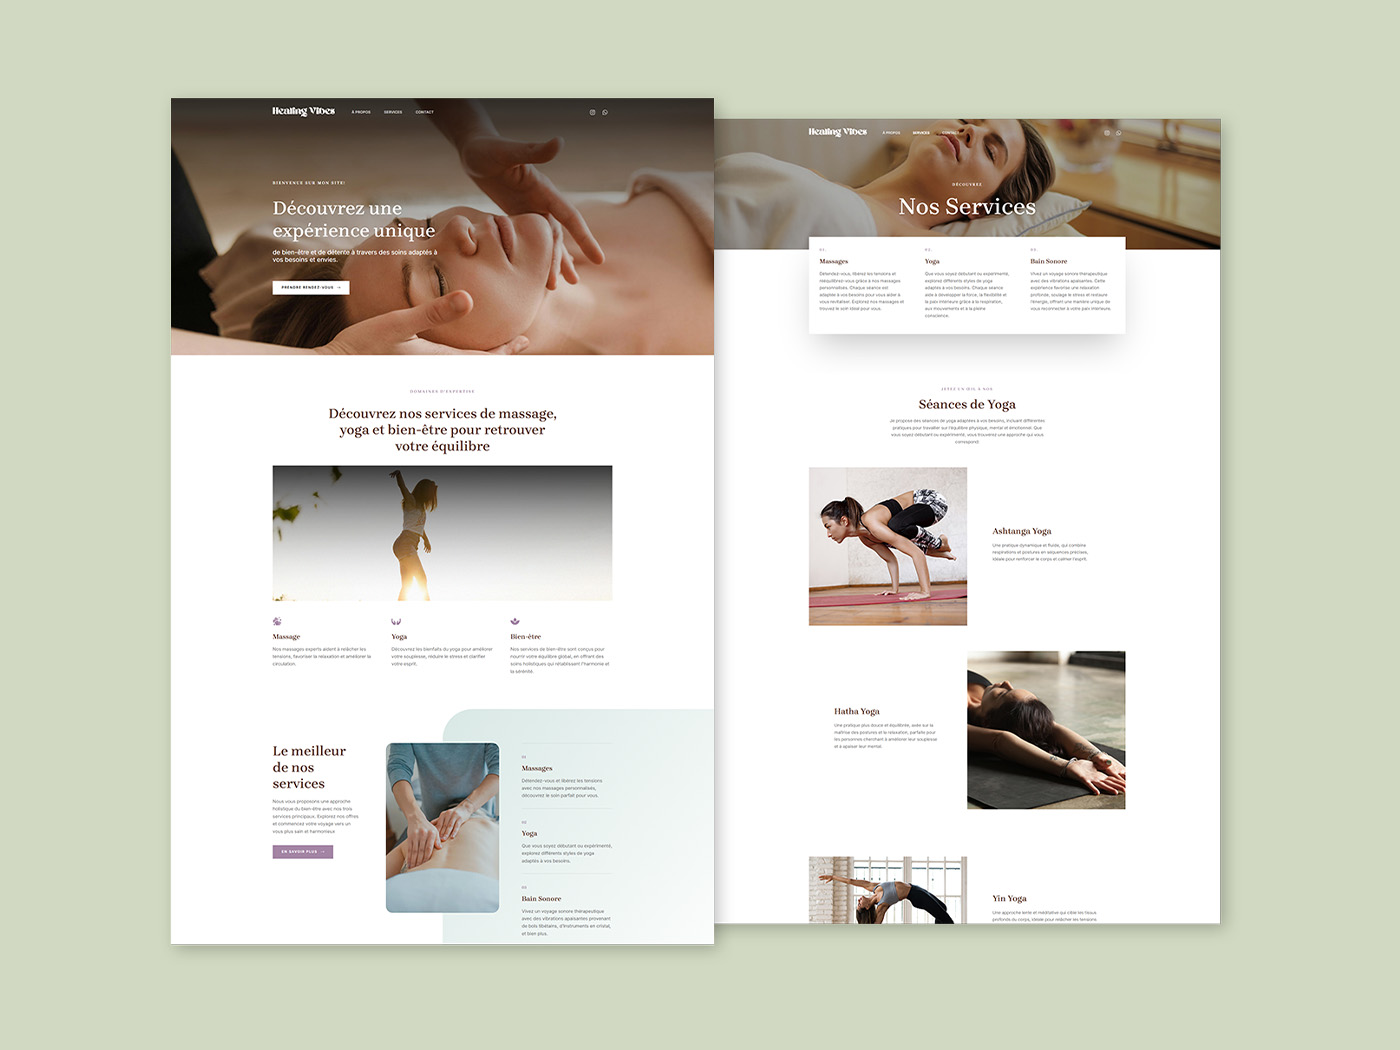 Healing Vibes
À PROPOS
SERVICES
CONTACT
BIENVENUE SUR MON SITE!
Découvrez une
expérience unique
de bien-être et de détente à travers des soins adaptés à
vos besoins et envies.
PRENDRE RENDEZ-VOUS →
DOMAINES D'EXPERTISE
Découvrez nos services de massage,
yoga et bien-être pour retrouver
votre équilibre
Massage
Nos massages experts aident à relâcher les
tensions, favoriser la relaxation et améliorer la
circulation.
Yoga
Découvrez les bienfaits du yoga pour améliorer
votre souplesse, réduire le stress et clarifier
votre esprit.
Bien-être
Nos services de bien-être sont conçus pour
nourrir votre équilibre global, en offrant des
soins holistiques qui rétablissent l'harmonie et
la sérénité.
Le meilleur
de nos
services
Nous vous proposons une approche
holistique du bien-être avec nos trois
services principaux. Explorez nos offres
et commencez votre voyage vers un
vous plus sain et harmonieux
EN SAVOIR PLUS →
01
Massages
Détendez-vous et libérez les tensions
avec nos massages personnalisés,
découvrez le soin parfait pour vous.
02
Yoga
Que vous soyez débutant ou expérimenté,
explorez différents styles de yoga
adaptés à vos besoins.
03
Bain Sonore
Vivez un voyage sonore thérapeutique
avec des vibrations apaisantes provenant
de bols tibétains, d'instruments en cristal,
et bien plus.
Healing Vibes
À PROPOS
SERVICES
CONTACT
DÉCOUVREZ
Nos Services
01.
Massages
Détendez-vous, libérez les tensions et
rééquilibrez-vous grâce à nos massages
personnalisés. Chaque séance est
adaptée à vos besoins pour vous aider à
vous revitaliser. Explorez nos massages et
trouvez le soin idéal pour vous.
02.
Yoga
Que vous soyez débutant ou expérimenté,
explorez différents styles de yoga
adaptés à vos besoins. Chaque séance
aide à développer la force, la flexibilité et
la paix intérieure grâce à la respiration,
aux mouvements et à la pleine
conscience.
03.
Bain Sonore
Vivez un voyage sonore thérapeutique
avec des vibrations apaisantes. Cette
expérience favorise une relaxation
profonde, soulage le stress et restaure
l'énergie, offrant une manière unique de
vous reconnecter à votre paix intérieure.
JETEZ UN ŒIL À NOS
Séances de Yoga
Je propose des séances de yoga adaptées à vos besoins, incluant différentes
pratiques pour travailler sur l'équilibre physique, mental et émotionnel. Que
vous soyez débutant ou expérimenté, vous trouverez une approche qui vous
correspond.
Ashtanga Yoga
Une pratique dynamique et fluide, qui combine
respirations et postures en séquences précises,
idéale pour renforcer le corps et calmer l'esprit.
Hatha Yoga
Une pratique plus douce et équilibrée, axée sur la
maîtrise des postures et la relaxation, parfaite pour
les personnes cherchant à améliorer leur souplesse
et à apaiser leur mental.
Yin Yoga
Une approche lente et méditative qui cible les tissus
profonds du corps, idéale pour relâcher les tensions